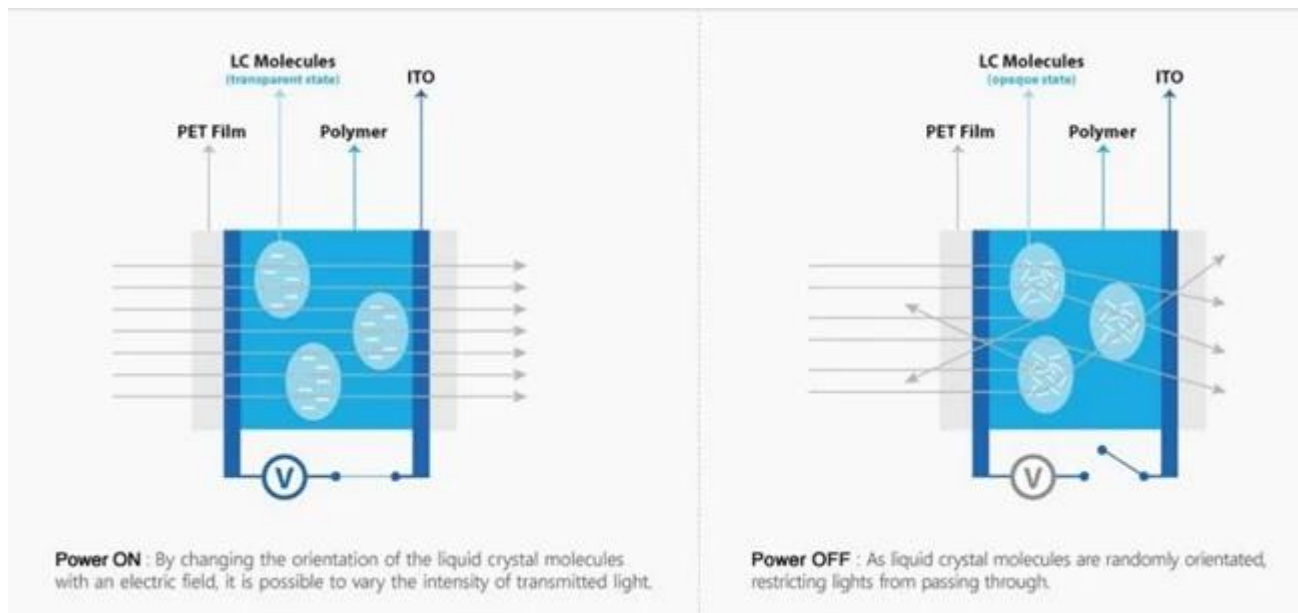 LC Molecules
(transparent state)
ITO
PET Film
Polymer
V
Power ON : By changing the orientation of the liquid crystal molecules
with an electric field, it is possible to vary the intensity of transmitted light.
LC Molecules
(opaque state)
ITO
PET Film
Polymer
V
Power OFF : As liquid crystal molecules are randomly orientated,
restricting lights from passing through.